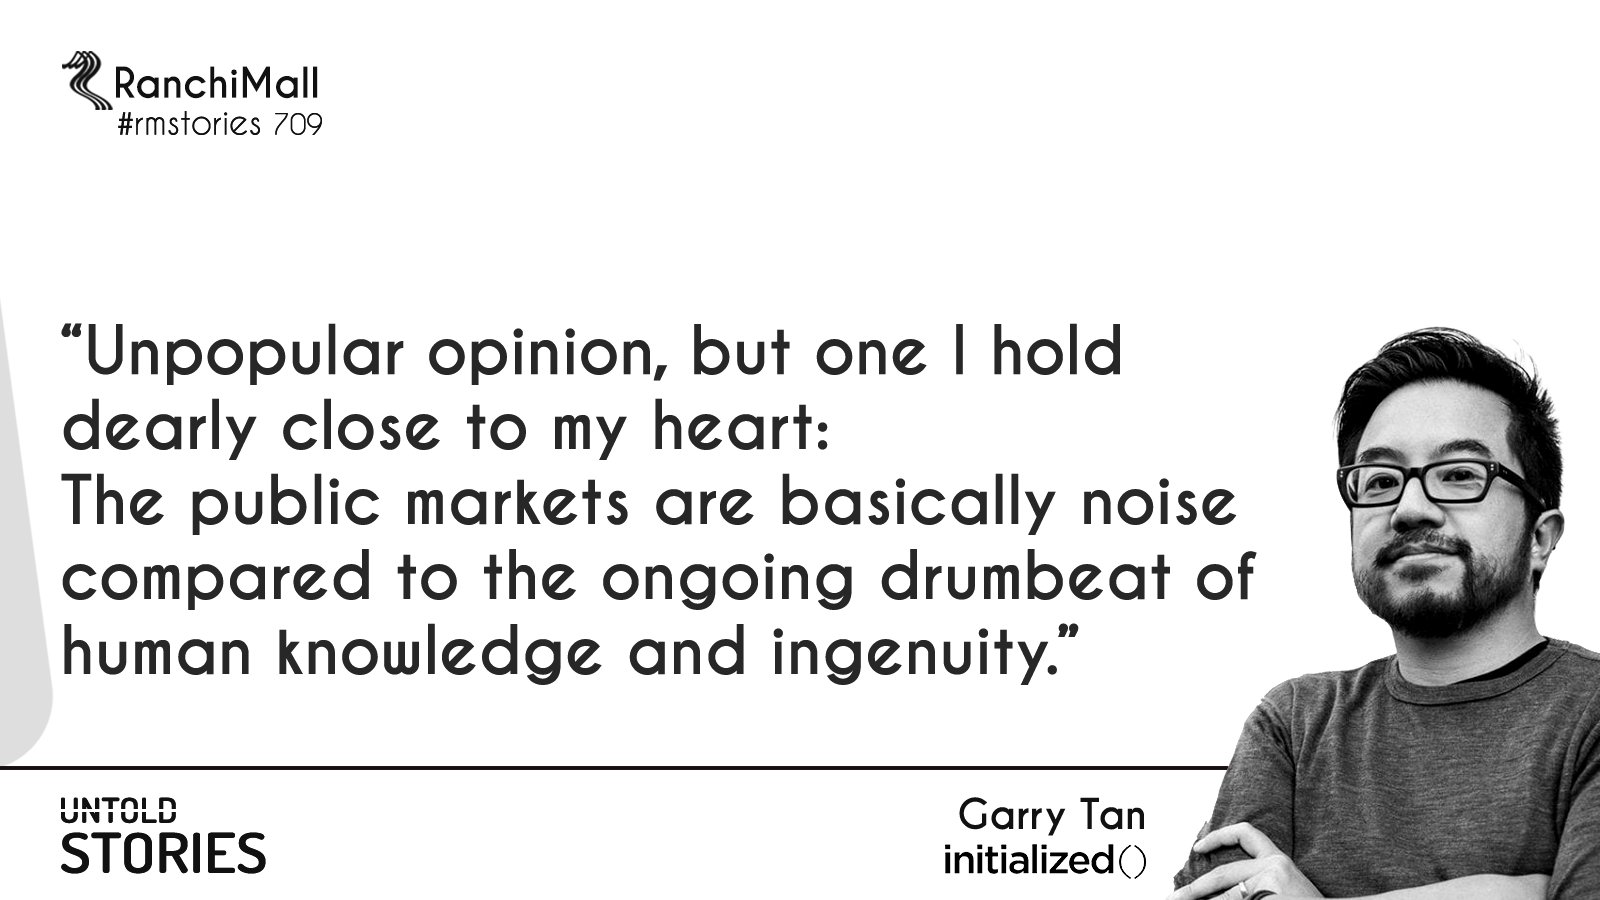 RanchiMall
#rmstories 709
“Unpopular opinion, but one I hold
dearly close to my heart:
The public markets are basically noise
compared to the ongoing drumbeat of
human knowledge and ingenuity.”
UNTOLD
STORIES
Garry Tan
initialized()